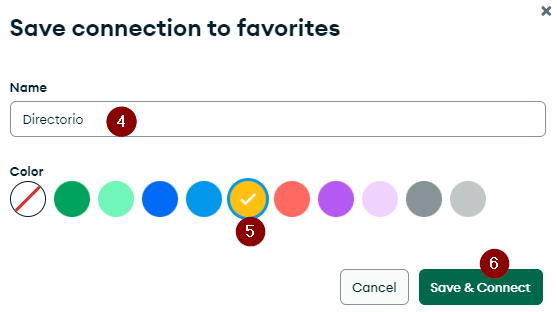 Save connection to favorites
Name
Directorio 4
Color
5
6
Cancel Save & Connect